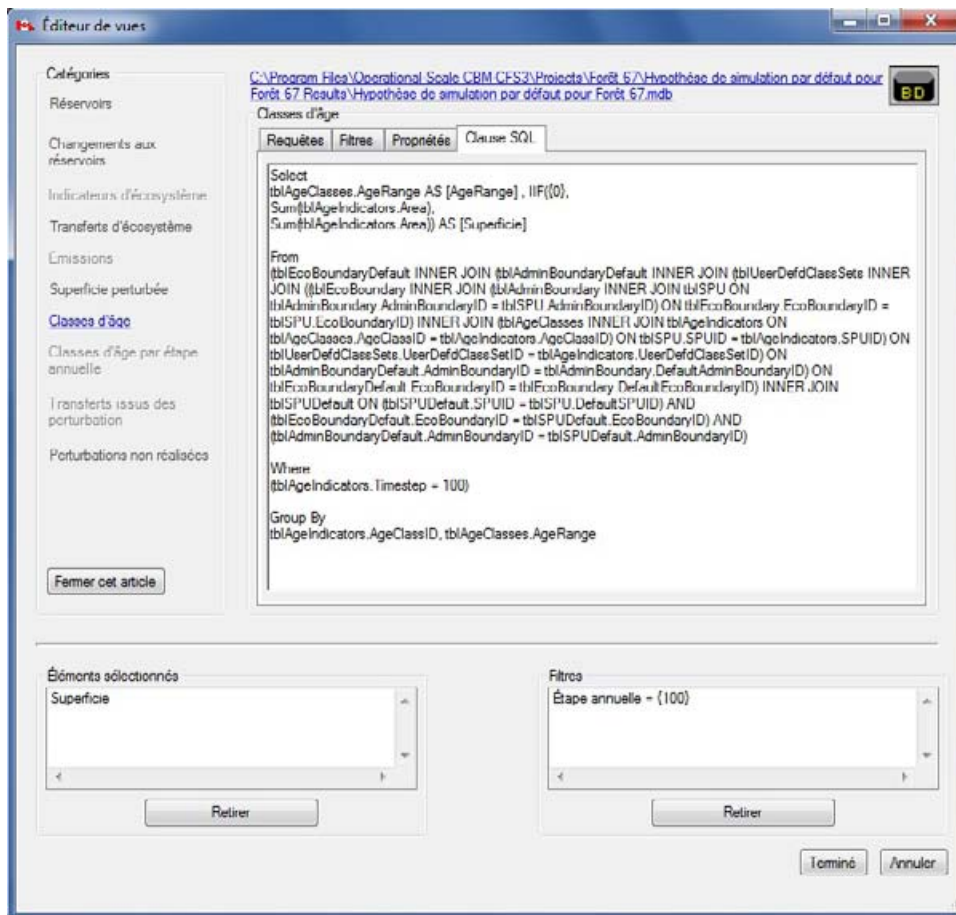 Éditeur de vues
Catégories
Réservoirs
Changements aux
réservoirs
Indicateurs d'écosystème
Transferts d'écosystème
Émissions
Superficie perturbée
Classes d'âge
Classes d'âge par étape
annuelle
Transferts issus des
perturbation
Perturbations non réalisées
Fermer cet article
C:\Program Files\Operational Scale CBM CFS3\Projects\Forêt 67\Hypothèse de simulation par défaut pour
Forêt 67 Results\Hypothèse de simulation par défaut pour Forêt 67.mdb
BD
Classes d'âge
Requêtes Filtres Propriétés Clause SQL
Select
tblAgeClasses.AgeRange AS [AgeRange] , IIF({0},
Sum(tblAgeIndicators.Area),
Sum(tblAgeIndicators.Area)) AS [Superficie]
From
(tblEcoBoundaryDefault INNER JOIN (tblAdminBoundaryDefault INNER JOIN (tblUserDefdClassSets INNER
JOIN ((tblEcoBoundary INNER JOIN (tblAdminBoundary INNER JOIN tblSPU ON
tblAdminBoundary.AdminBoundaryID = tblSPU.AdminBoundaryID) ON tblEcoBoundary.EcoBoundaryID =
tblSPU.EcoBoundaryID) INNER JOIN (tblAgeClasses INNER JOIN tblAgeIndicators ON
tblAgeClasses.AgeClassID = tblAgeIndicators.AgeClassID) ON tblSPU.SPUID = tblAgeIndicators.SPUID) ON
tblUserDefdClassSets.UserDefdClassSetID = tblAgeIndicators.UserDefdClassSetID) ON
tblAdminBoundaryDefault.AdminBoundaryID = tblAdminBoundary.DefaultAdminBoundaryID) ON
tblEcoBoundaryDefault.EcoBoundaryID = tblEcoBoundary.DefaultEcoBoundaryID) INNER JOIN
tblSPUDefault ON (tblSPUDefault.SPUID = tblSPU.DefaultSPUID) AND
(tblEcoBoundaryDefault.EcoBoundaryID = tblSPUDefault.EcoBoundaryID) AND
(tblAdminBoundaryDefault.AdminBoundaryID = tblSPUDefault.AdminBoundaryID)
Where
(tblAgeIndicators.Timestep = 100)
Group By
tblAgeIndicators.AgeClassID, tblAgeClasses.AgeRange
Éléments sélectionnés
Superficie
Retirer
Filtres
Étape annuelle = {100}
Retirer
Terminé Annuler